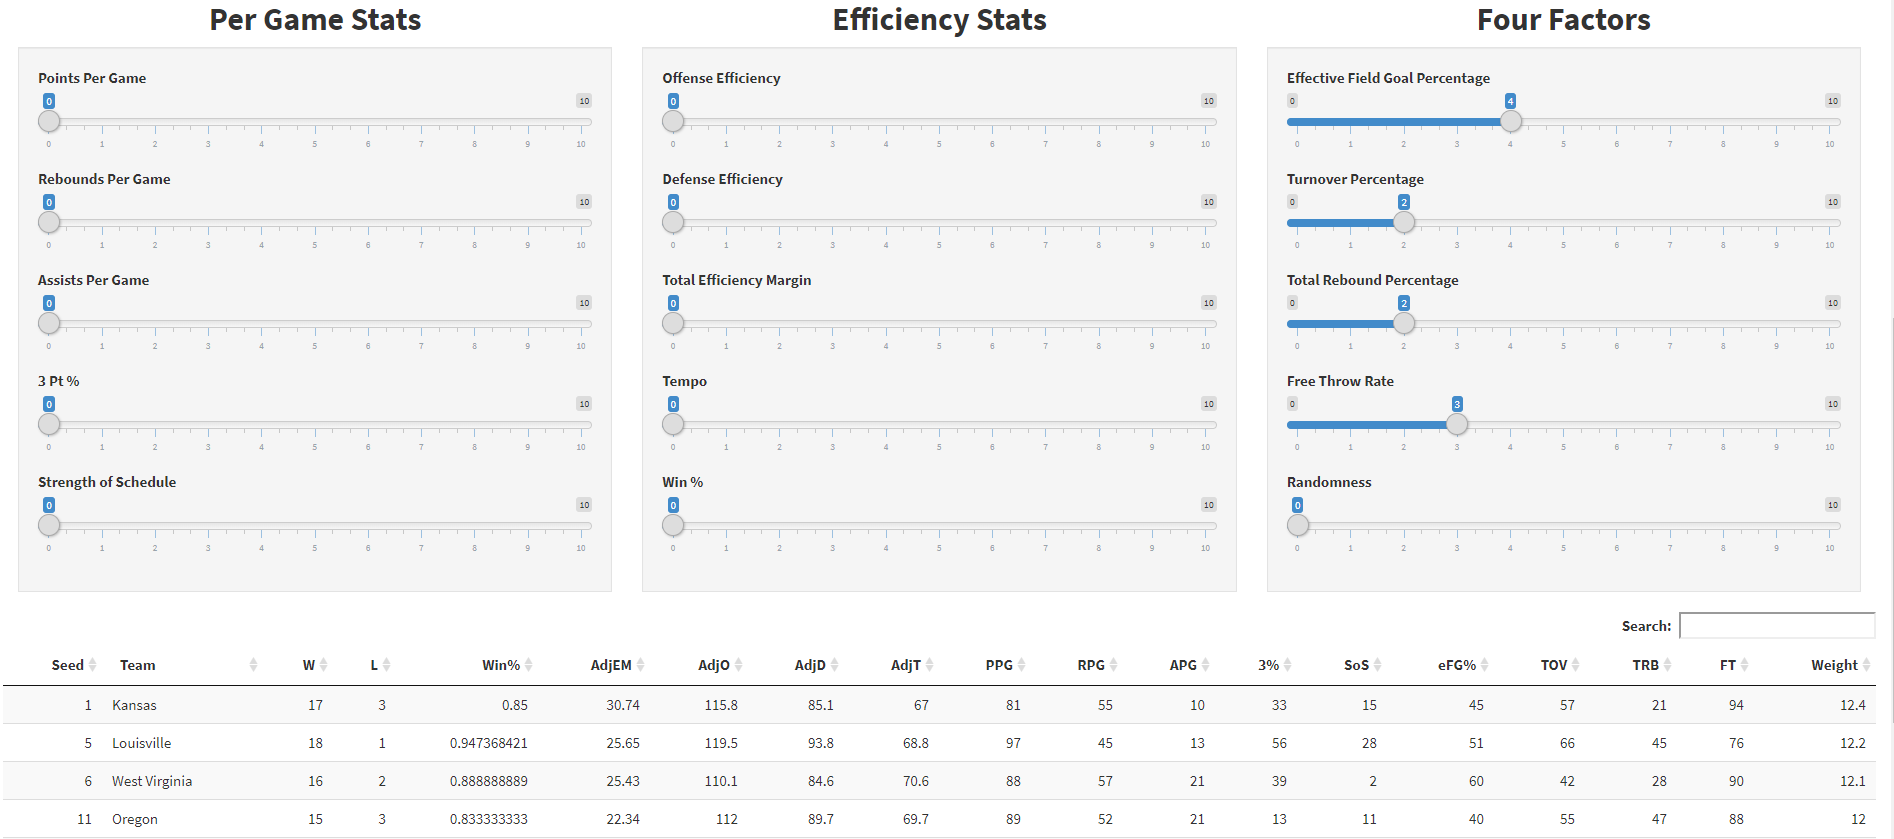 Per Game Stats
Efficiency Stats
Four Factors
Points Per Game
0 10
0 1 2 3 4 5 6 7 8 9 10
Rebounds Per Game
0 10
0 1 2 3 4 5 6 7 8 9 10
Assists Per Game
0 10
0 1 2 3 4 5 6 7 8 9 10
3 Pt %
0 10
0 1 2 3 4 5 6 7 8 9 10
Strength of Schedule
0 10
0 1 2 3 4 5 6 7 8 9 10
Offense Efficiency
0 10
0 1 2 3 4 5 6 7 8 9 10
Defense Efficiency
0 10
0 1 2 3 4 5 6 7 8 9 10
Total Efficiency Margin
0 10
0 1 2 3 4 5 6 7 8 9 10
Tempo
0 10
0 1 2 3 4 5 6 7 8 9 10
Win %
0 10
0 1 2 3 4 5 6 7 8 9 10
Effective Field Goal Percentage
0 4 10
0 1 2 3 4 5 6 7 8 9 10
Turnover Percentage
0 2 10
0 1 2 3 4 5 6 7 8 9 10
Total Rebound Percentage
0 2 10
0 1 2 3 4 5 6 7 8 9 10
Free Throw Rate
0 3 10
0 1 2 3 4 5 6 7 8 9 10
Randomness
0 10
0 1 2 3 4 5 6 7 8 9 10
Search:
Seed Team W L Win% AdjEM AdjO AdjD AdjT PPG RPG APG 3% SoS eFG% TOV TRB FT Weight
1 Kansas 17 3 0.85 30.74 115.8 85.1 67 81 55 10 33 15 45 57 21 94 12.4
5 Louisville 18 1 0.947368421 25.65 119.5 93.8 68.8 97 45 13 56 28 51 66 45 76 12.2
6 West Virginia 16 2 0.888888889 25.43 110.1 84.6 70.6 88 57 21 39 2 60 42 28 90 12.1
11 Oregon 15 3 0.833333333 22.34 112 89.7 69.7 89 52 21 13 11 40 55 47 88 12